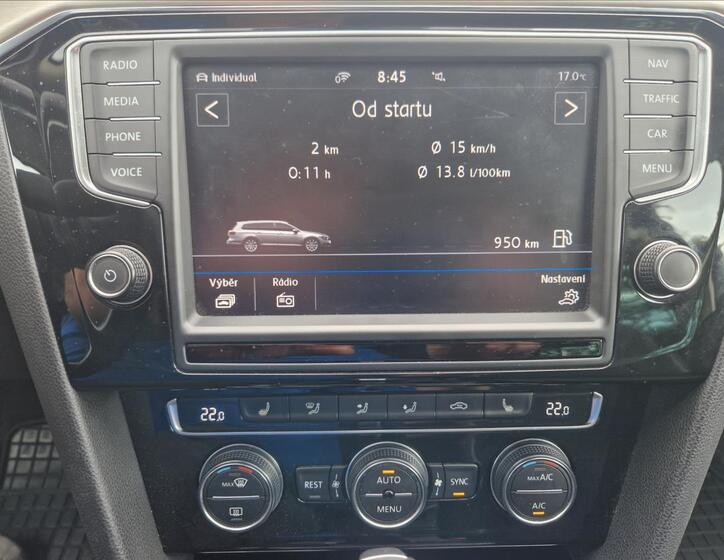 RADIO
MEDIA
PHONE
VOICE
Individual 0 8:45 17.0°C
< Od startu >
2 km Ø 15 km/h
0:11 h Ø 13.8 l/100km
950 km
Výběr Rádio Nastavení
NAV
TRAFFIC
CAR
MENU
22.0 22.0
MAX REST AUTO MENU SYNC MAX A/C
A/C